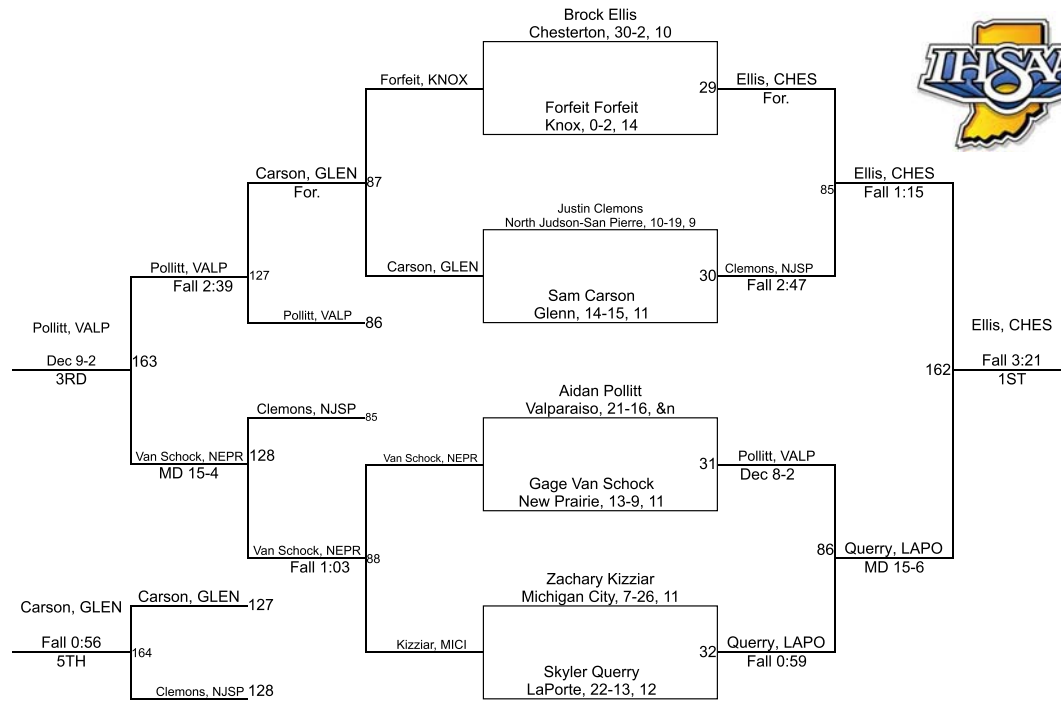 Brock Ellis
Chesterton, 30-2, 10
Forfeit, KNOX
29
Ellis, CHES
For.
Forfeit Forfeit
Knox, 0-2, 14
IHSAA
Carson, GLEN
For.
87
Ellis, CHES
Fall 1:15
85
Justin Clemons
North Judson-San Pierre, 10-19, 9
Carson, GLEN
30
Clemons, NJSP
Fall 2:47
Sam Carson
Glenn, 14-15, 11
Pollitt, VALP
Fall 2:39
127
Pollitt, VALP
86
Pollitt, VALP
Dec 9-2
3RD
163
Ellis, CHES
Fall 3:21
1ST
162
Aidan Pollitt
Valparaiso, 21-16, &n
Clemons, NJSP
85
Van Schock, NEPR
MD 15-4
128
Van Schock, NEPR
31
Pollitt, VALP
Dec 8-2
Gage Van Schock
New Prairie, 13-9, 11
Van Schock, NEPR
Fall 1:03
88
86
Querry, LAPO
MD 15-6
Zachary Kizziar
Michigan City, 7-26, 11
Carson, GLEN
127
Carson, GLEN
Fall 0:56
5TH
164
Kizziar, MICI
32
Querry, LAPO
Fall 0:59
Skyler Querry
LaPorte, 22-13, 12
Clemons, NJSP
128